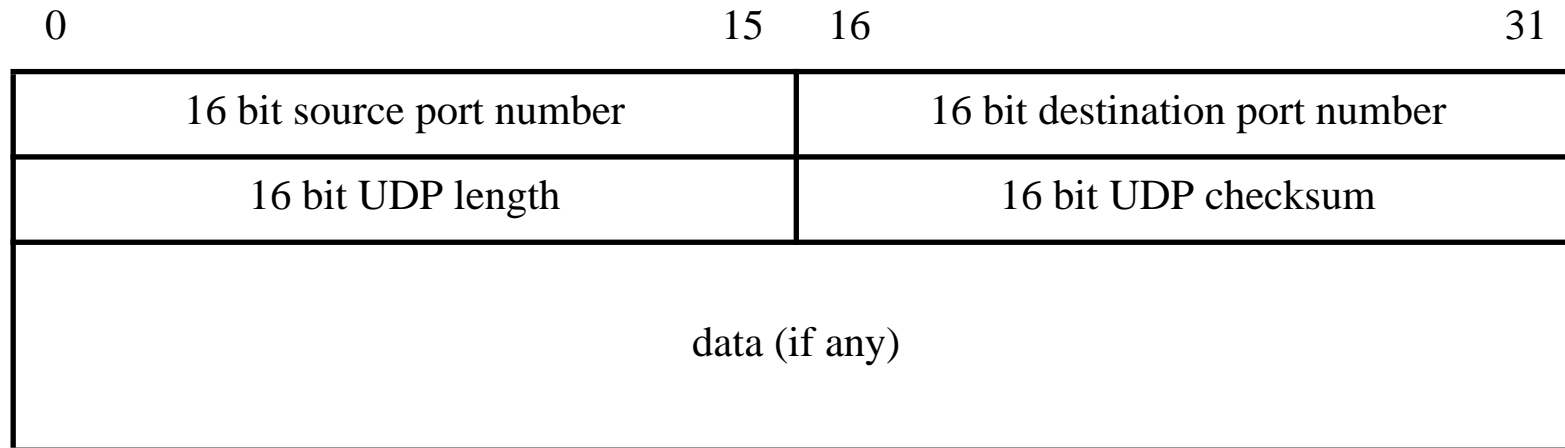 0 15 16 31
16 bit source port number 16 bit destination port number
16 bit UDP length 16 bit UDP checksum
data (if any)